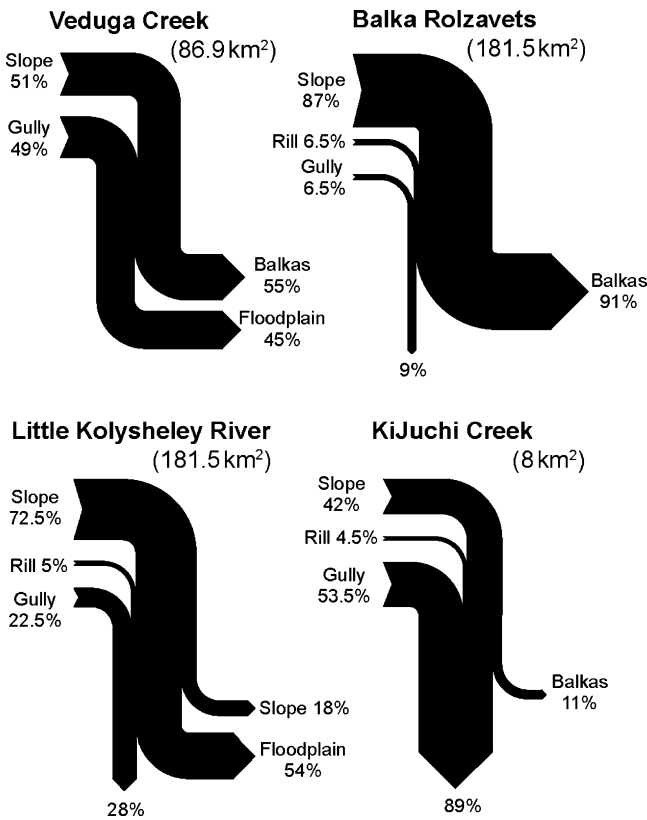 Veduga Creek
(86.9 km²)
Slope
51%
Gully
49%
Balkas
55%
Floodplain
45%
Balka Rolzavets
(181.5 km²)
Slope
87%
Rill 6.5%
Gully
6.5%
Balkas
91%
9%
Little Kolysheley River
(181.5 km²)
Slope
72.5%
Rill 5%
Gully
22.5%
Slope 18%
Floodplain
54%
28%
KiJuchi Creek
(8 km²)
Slope
42%
Rill 4.5%
Gully
53.5%
Balkas
11%
89%